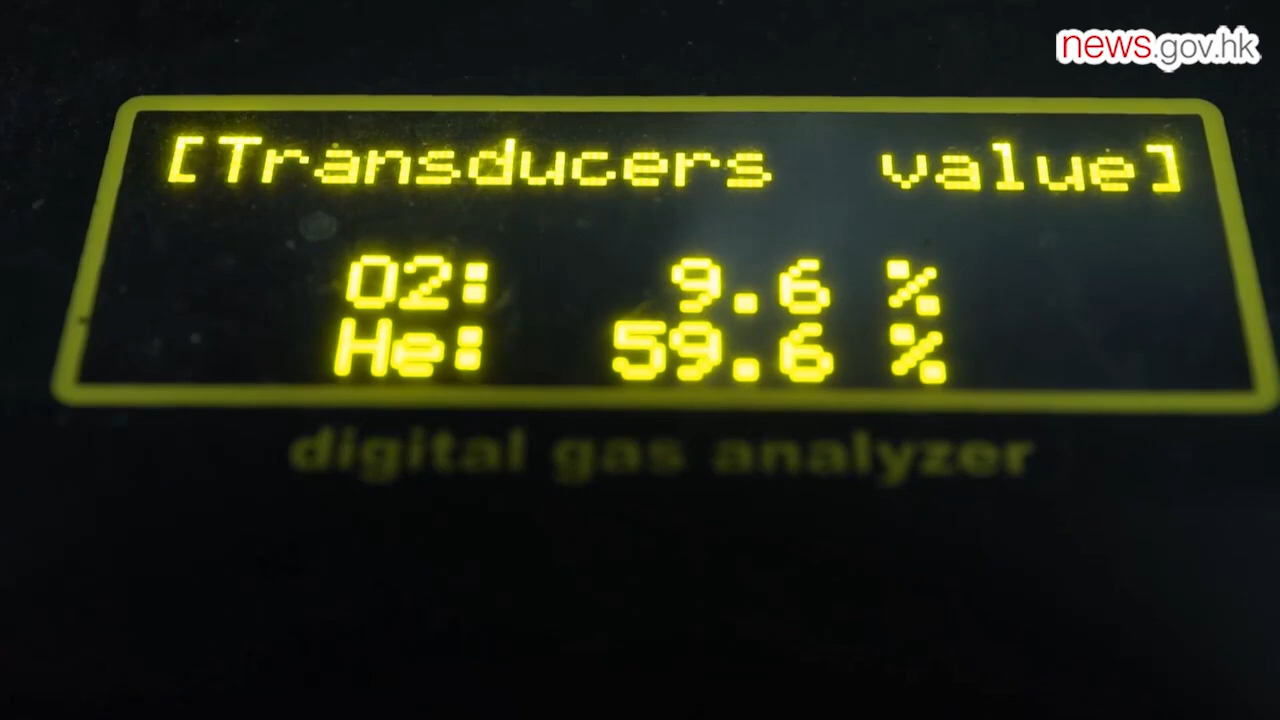 news.gov.hk
[Transducers value]
O2: 9.6 %
He: 59.6 %
digital gas analyzer